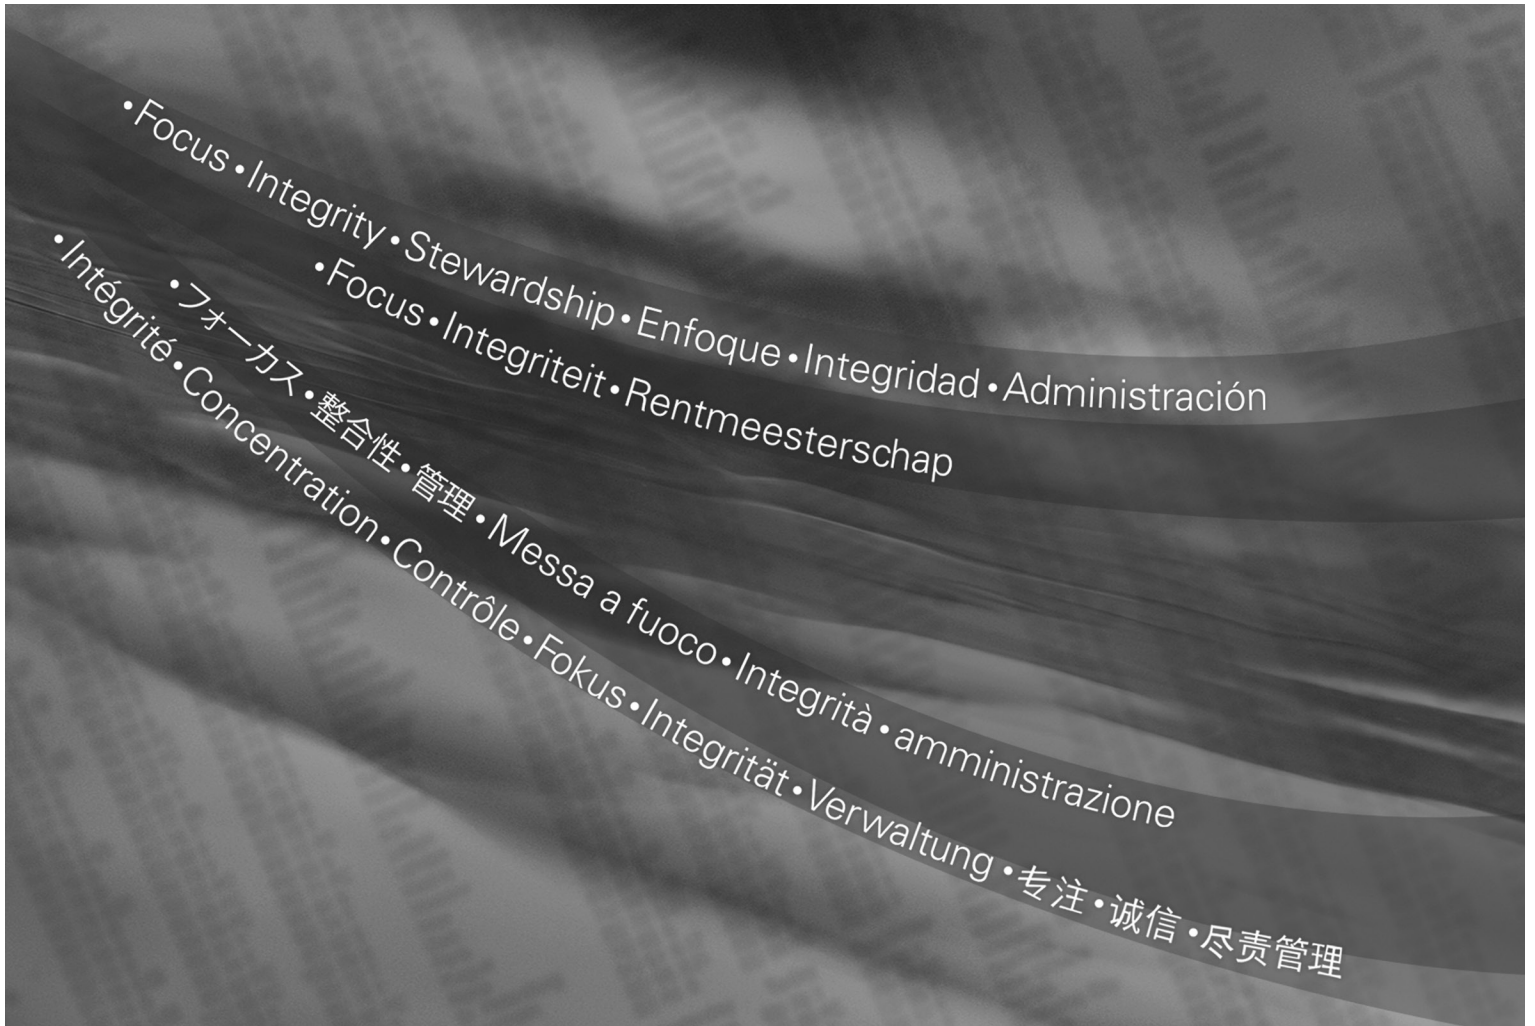 •Focus•Integrity•Stewardship•Enfoque•Integridad•Administración
•Focus•Integriteit•Rentmeesterschap
•フォーカス•整合性•管理•Messa a fuoco•Integrità•amministrazione
•Intégrité•Concentration•Contrôle•Fokus•Integrität•Verwaltung•专注•诚信•尽责管理